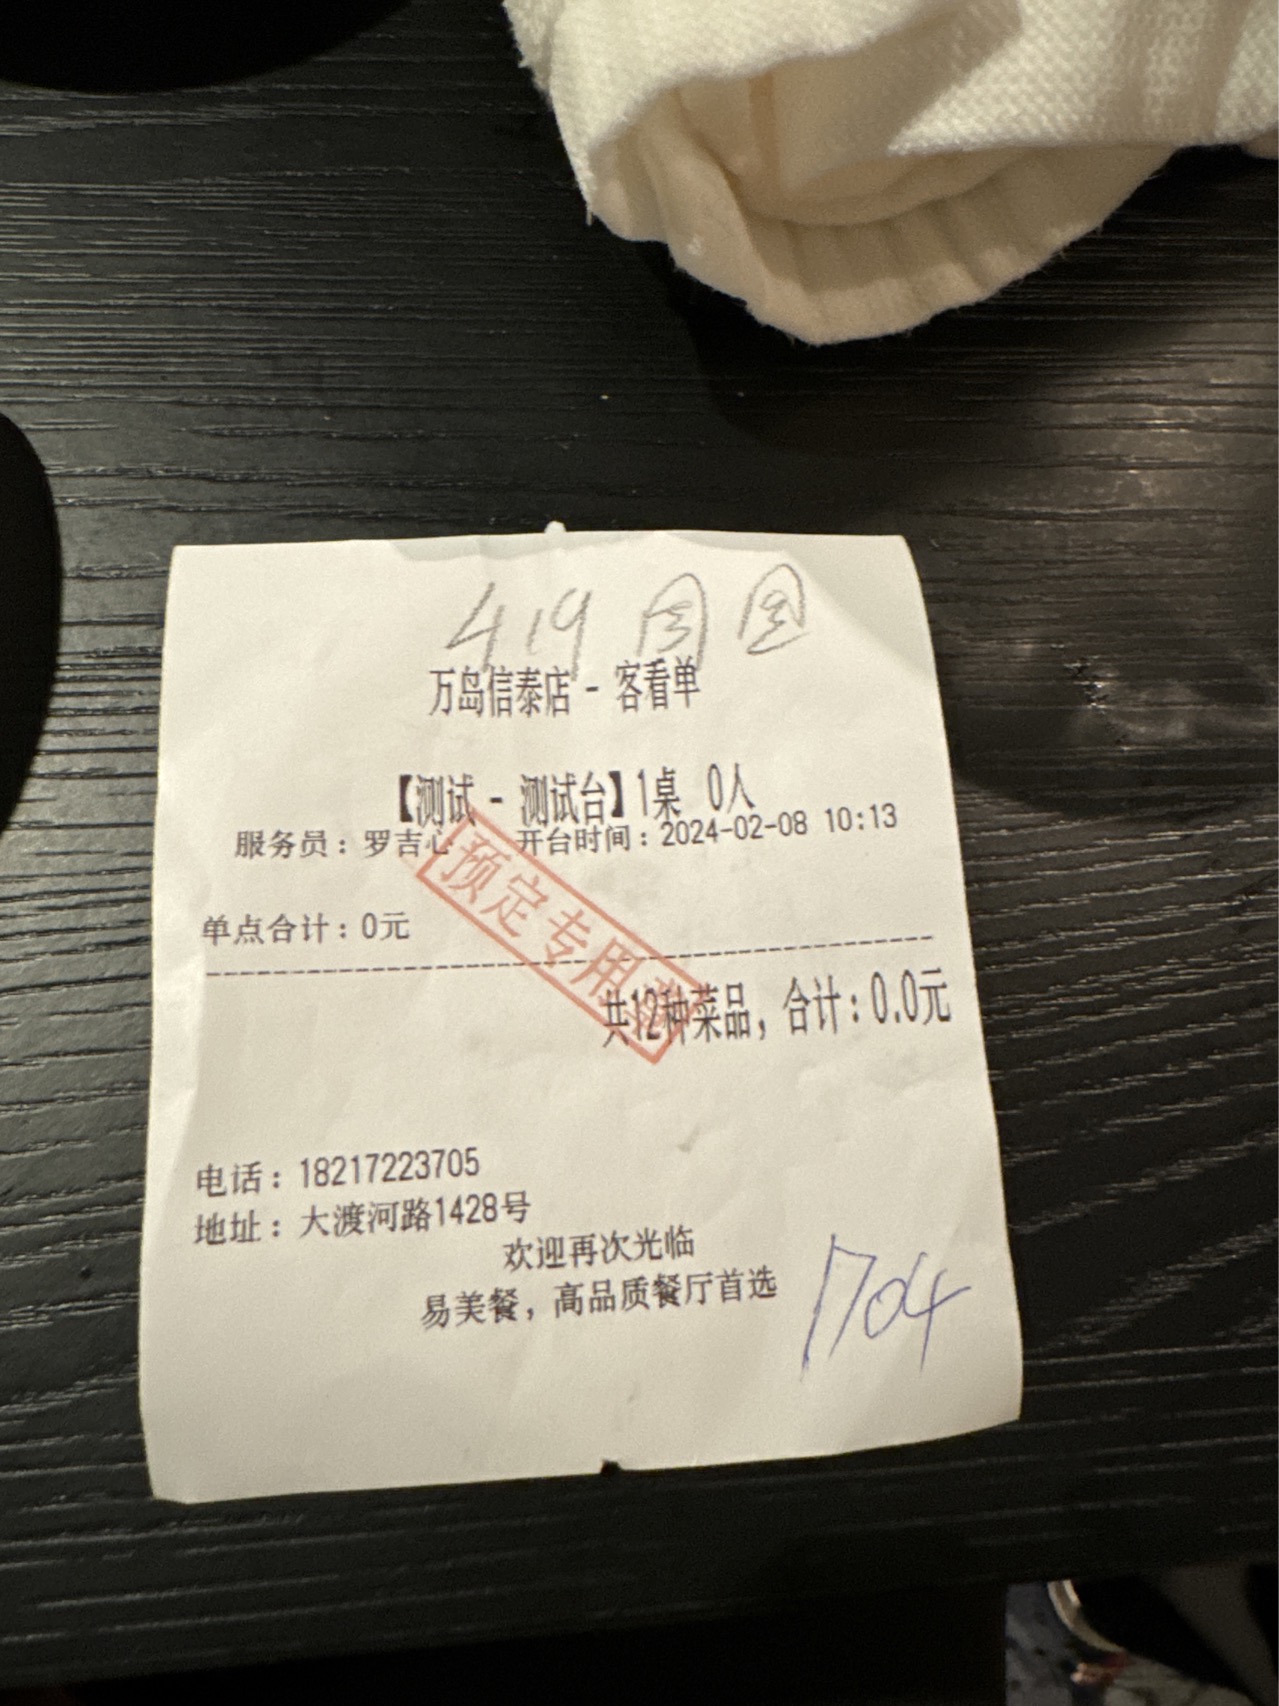 419
万岛信泰店 - 客看单
【测试 - 测试台】1桌 0人
服务员：罗吉心 开台时间：2024-02-08 10:13
预定专用
单点合计：0元
共12种菜品，合计：0.0元
电话：18217223705
地址：大渡河路1428号
欢迎再次光临
易美餐，高品质餐厅首选
1704